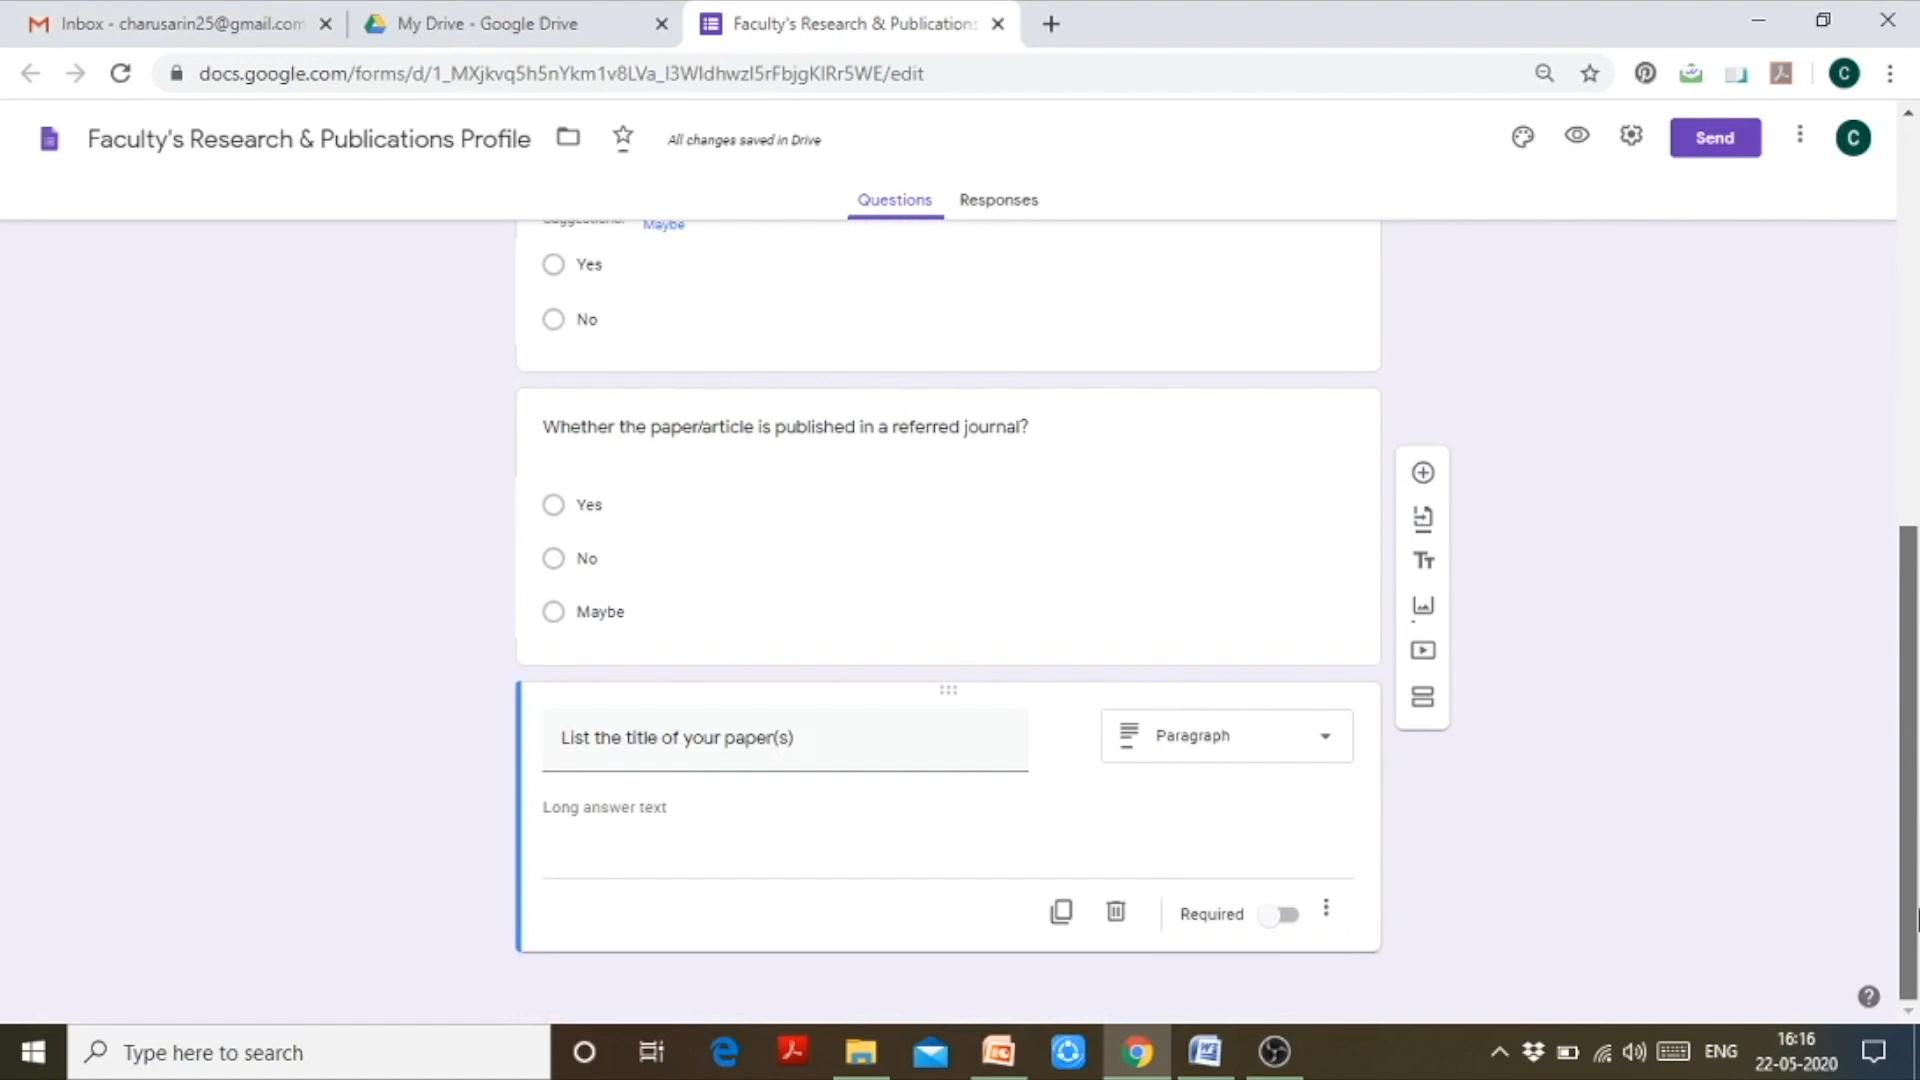 Inbox - charusarin25@gmail.com
My Drive - Google Drive
Faculty's Research & Publications
docs.google.com/forms/d/1_MXjkvq5h5nYkm1v8LVa_I3WIdhwzI5rFbjgKIRr5WE/edit
C
Faculty's Research & Publications Profile
All changes saved in Drive
Send
C
Questions
Responses
Suggestions:
Maybe
Yes
No
Whether the paper/article is published in a referred journal?
Yes
No
Maybe
List the title of your paper(s)
Paragraph
Long answer text
Required
Type here to search
ENG
16:16
22-05-2020